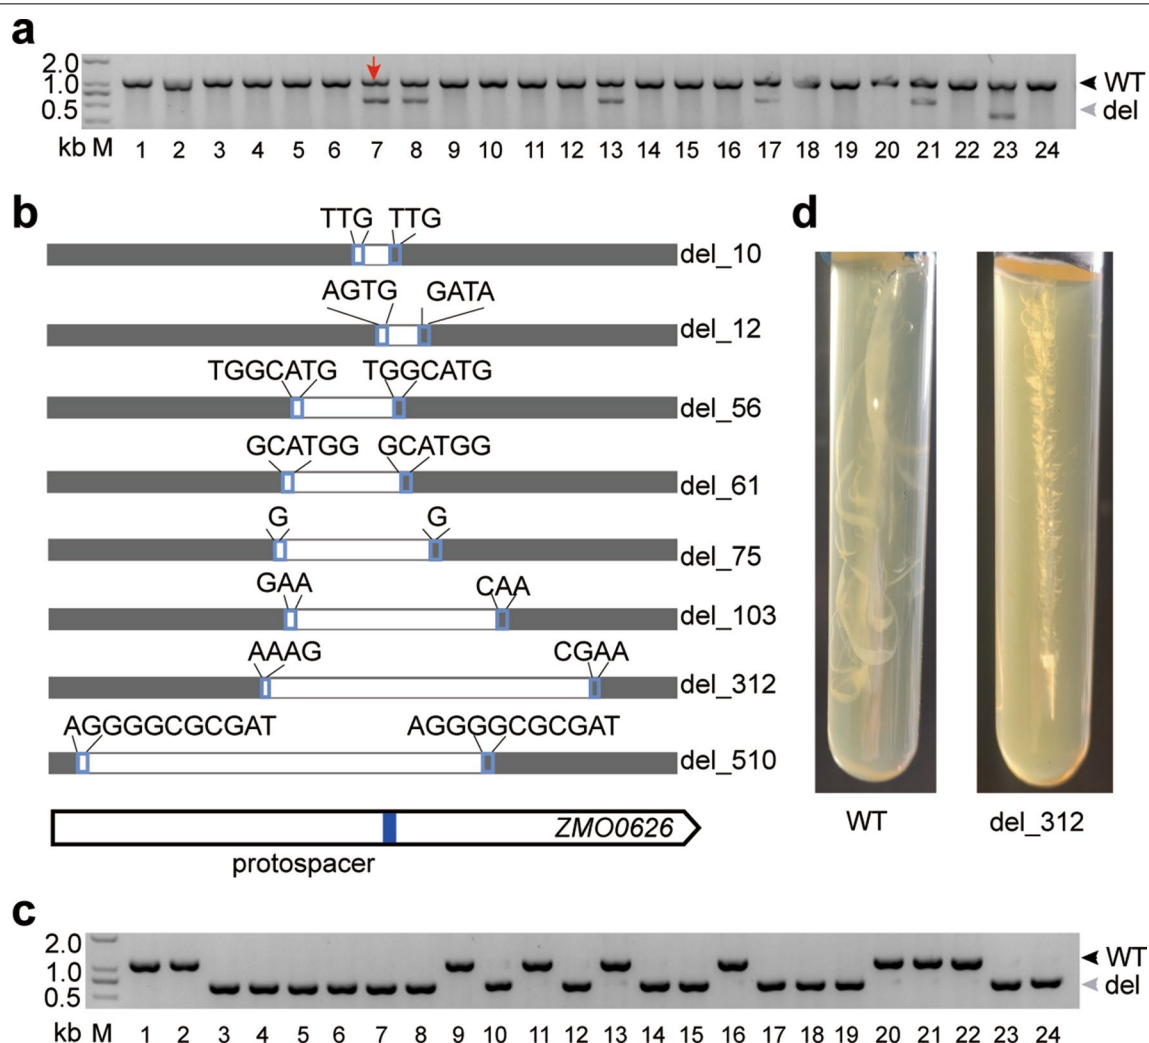 a
2.0
1.0
0.5
WT
del
kb M 1 2 3 4 5 6 7 8 9 10 11 12 13 14 15 16 17 18 19 20 21 22 23 24
b
TTG TTG
del_10
AGTG GATA
del_12
TGGCATG TGGCATG
del_56
GCATGG GCATGG
del_61
G G
del_75
GAA CAA
del_103
AAAG CGAA
del_312
AGGGGCGCGAT AGGGGCGCGAT
del_510
ZMO0626
protospacer
d
WT del_312
c
2.0
1.0
0.5
WT
del
kb M 1 2 3 4 5 6 7 8 9 10 11 12 13 14 15 16 17 18 19 20 21 22 23 24